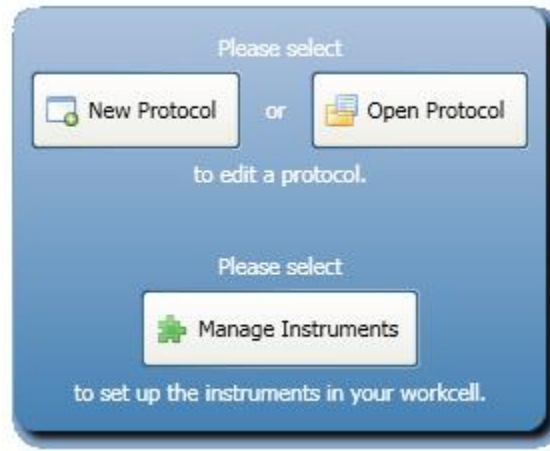 Please select
New Protocol or Open Protocol
to edit a protocol.
Please select
Manage Instruments
to set up the instruments in your workcell.